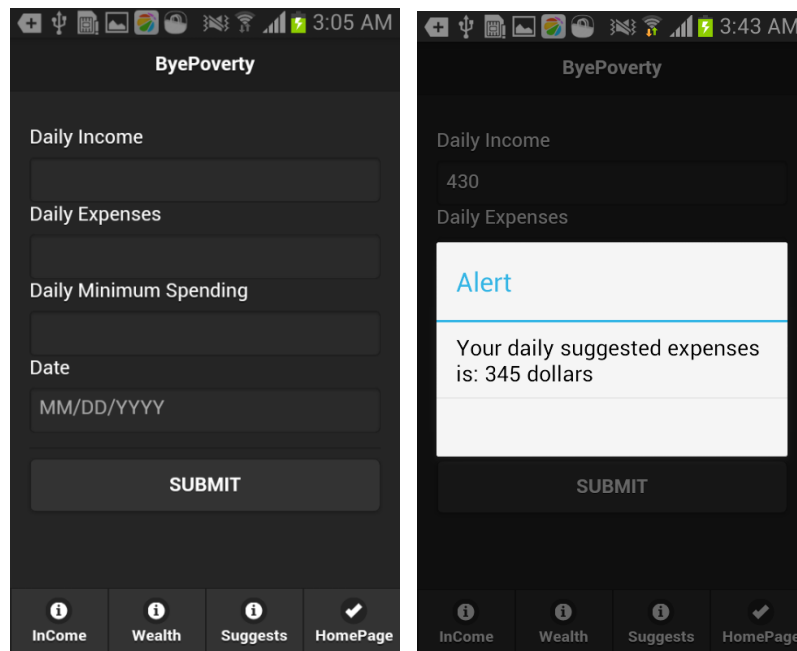 3:05 AM
ByePoverty
Daily Income
Daily Expenses
Daily Minimum Spending
Date
MM/DD/YYYY
SUBMIT
InCome Wealth Suggests HomePage
3:43 AM
ByePoverty
Daily Income
430
Daily Expenses
Alert
Your daily suggested expenses
is: 345 dollars
SUBMIT
InCome Wealth Suggests HomePage